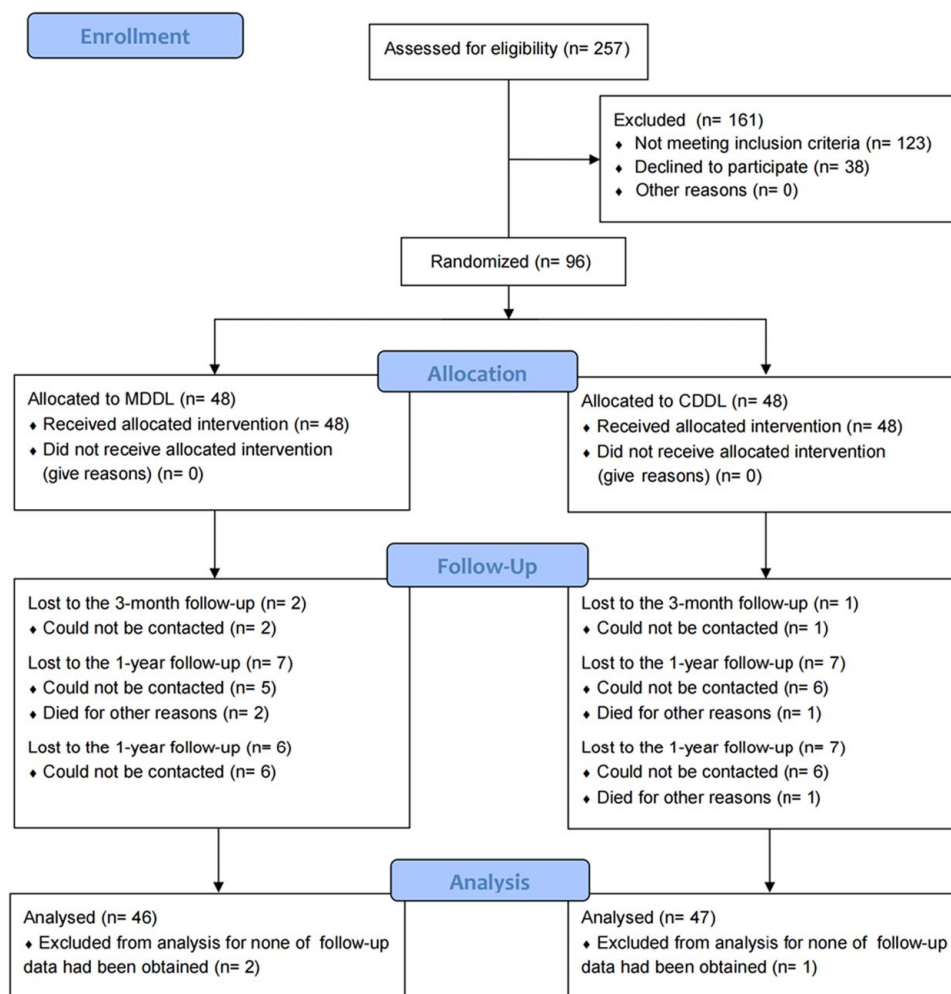 Enrollment
Assessed for eligibility (n= 257)
Excluded (n= 161)
♦ Not meeting inclusion criteria (n= 123)
♦ Declined to participate (n= 38)
♦ Other reasons (n= 0)
Randomized (n= 96)
Allocation
Allocated to MDDL (n= 48)
♦ Received allocated intervention (n= 48)
♦ Did not receive allocated intervention
(give reasons) (n= 0)
Allocated to CDDL (n= 48)
♦ Received allocated intervention (n= 48)
♦ Did not receive allocated intervention
(give reasons) (n= 0)
Follow-Up
Lost to the 3-month follow-up (n= 2)
♦ Could not be contacted (n= 2)
Lost to the 1-year follow-up (n= 7)
♦ Could not be contacted (n= 5)
♦ Died for other reasons (n= 2)
Lost to the 1-year follow-up (n= 6)
♦ Could not be contacted (n= 6)
Lost to the 3-month follow-up (n= 1)
♦ Could not be contacted (n= 1)
Lost to the 1-year follow-up (n= 7)
♦ Could not be contacted (n= 6)
♦ Died for other reasons (n= 1)
Lost to the 1-year follow-up (n= 7)
♦ Could not be contacted (n= 6)
♦ Died for other reasons (n= 1)
Analysis
Analysed (n= 46)
♦ Excluded from analysis for none of follow-up
data had been obtained (n= 2)
Analysed (n= 47)
♦ Excluded from analysis for none of follow-up
data had been obtained (n= 1)